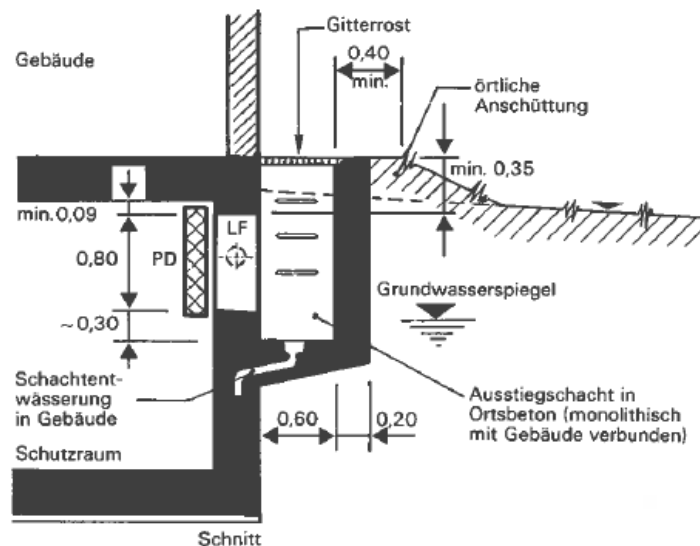 Gitterrost
Gebäude
0,40
min.
örtliche
Anschüttung
min. 0,35
min. 0,09
LF
0,80
PD
Grundwasserspiegel
~0,30
Schachtent-
wässerung
in Gebäude
0,60
0,20
Ausstiegschacht in
Ortsbeton (monolithisch
mit Gebäude verbunden)
Schutzraum
Schnitt